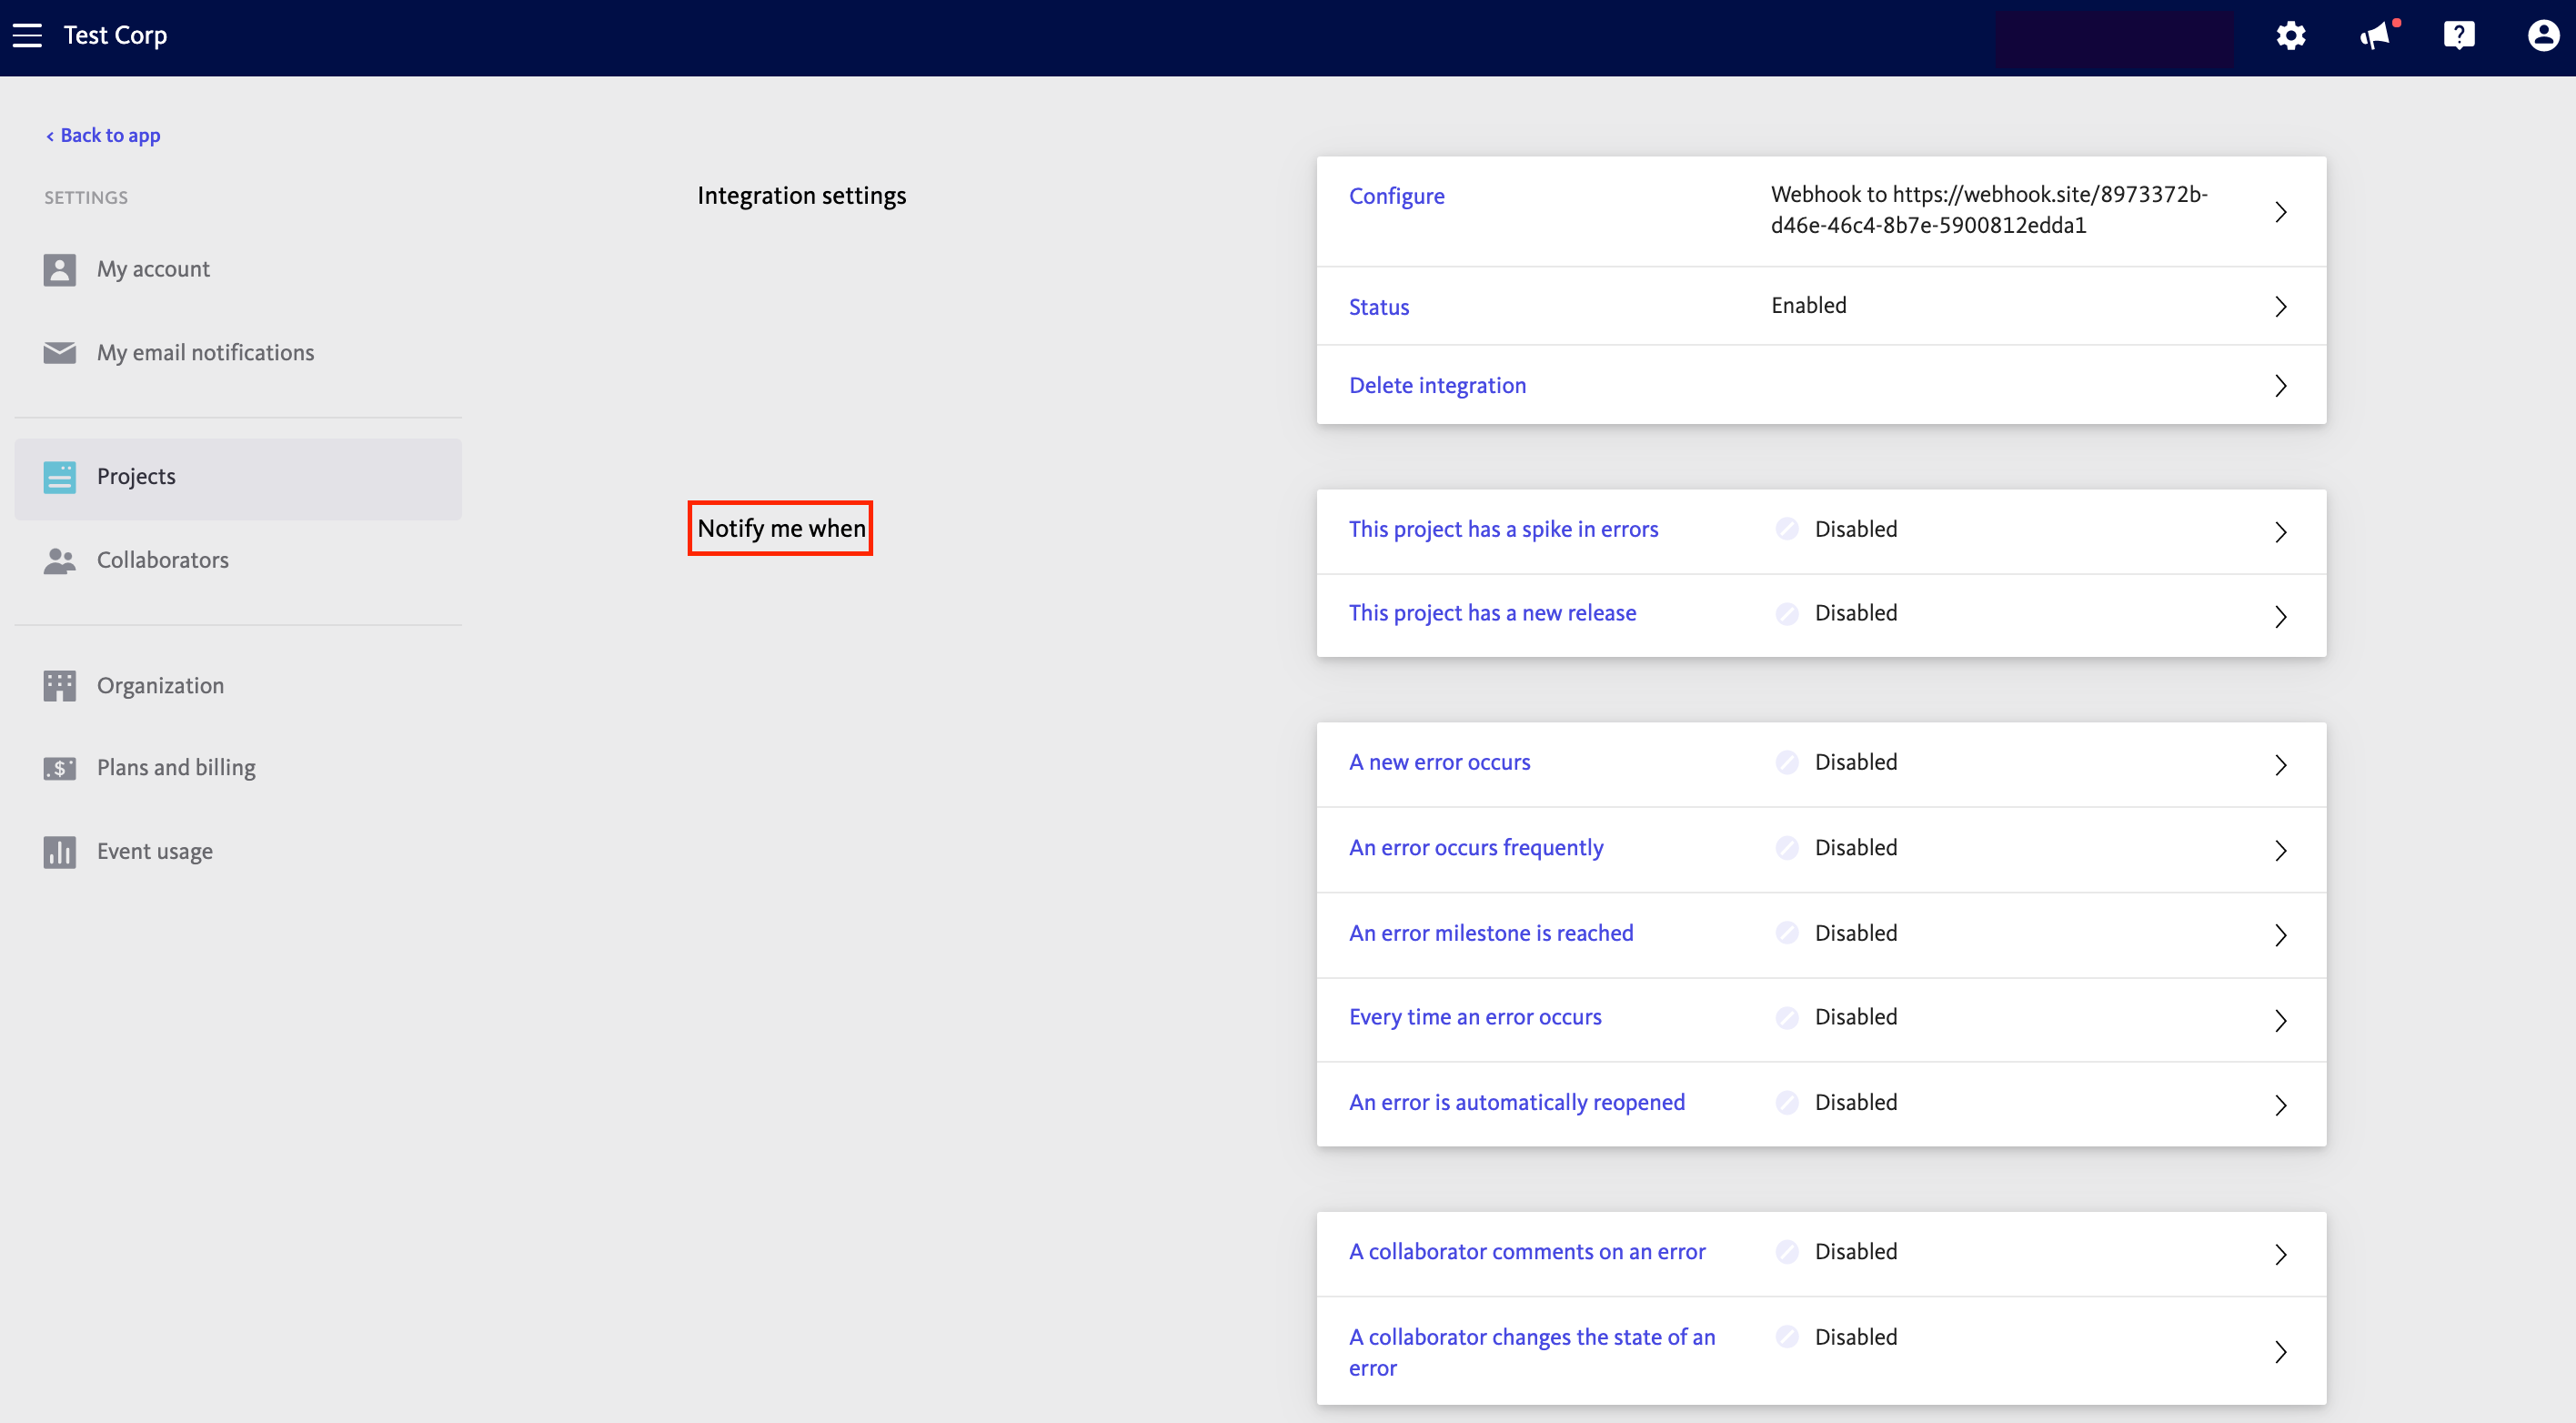 Test Corp
< Back to app
SETTINGS
My account
My email notifications
Projects
Collaborators
Organization
Plans and billing
Event usage
Integration settings
Configure
Webhook to https://webhook.site/8973372b-
d46e-46c4-8b7e-5900812edda1
Status
Enabled
Delete integration
Notify me when
This project has a spike in errors
Disabled
This project has a new release
Disabled
A new error occurs
Disabled
An error occurs frequently
Disabled
An error milestone is reached
Disabled
Every time an error occurs
Disabled
An error is automatically reopened
Disabled
A collaborator comments on an error
Disabled
A collaborator changes the state of an
error
Disabled